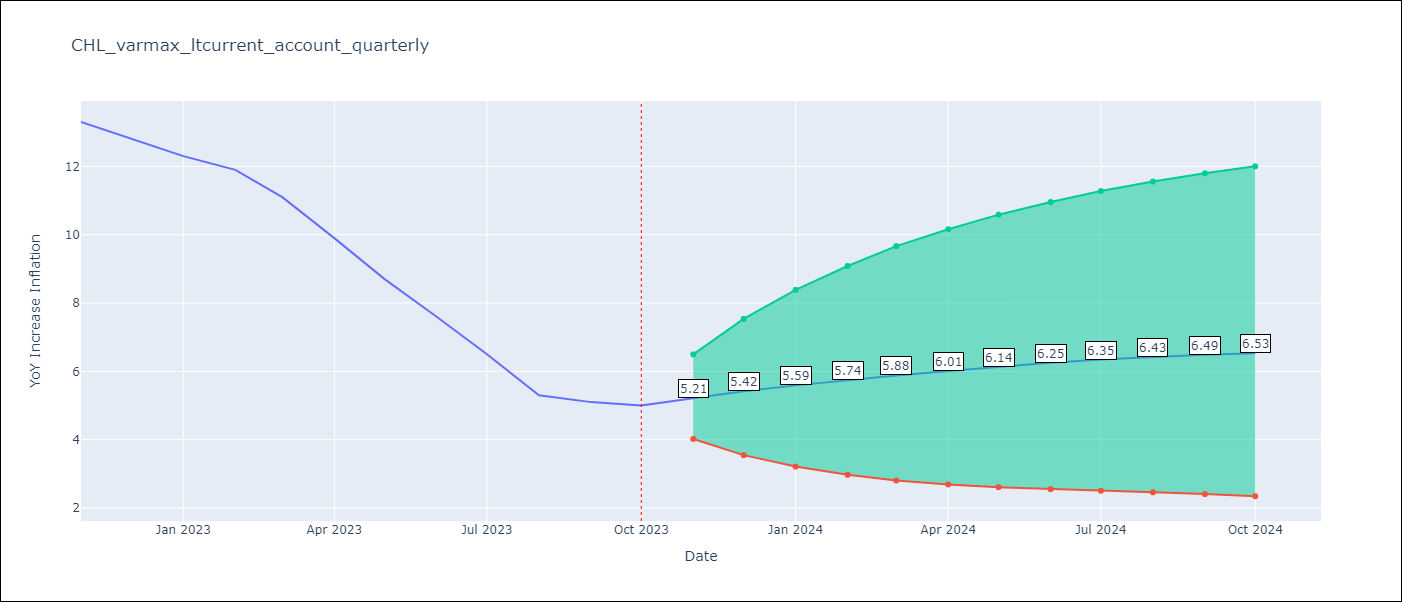 CHL_varmax_ltcurrent_account_quarterly
YoY Increase Inflation
12
10
8
6
4
2
5.21
5.42
5.59
5.74
5.88
6.01
6.14
6.25
6.35
6.43
6.49
6.53
Jan 2023
Apr 2023
Jul 2023
Oct 2023
Jan 2024
Apr 2024
Jul 2024
Oct 2024
Date